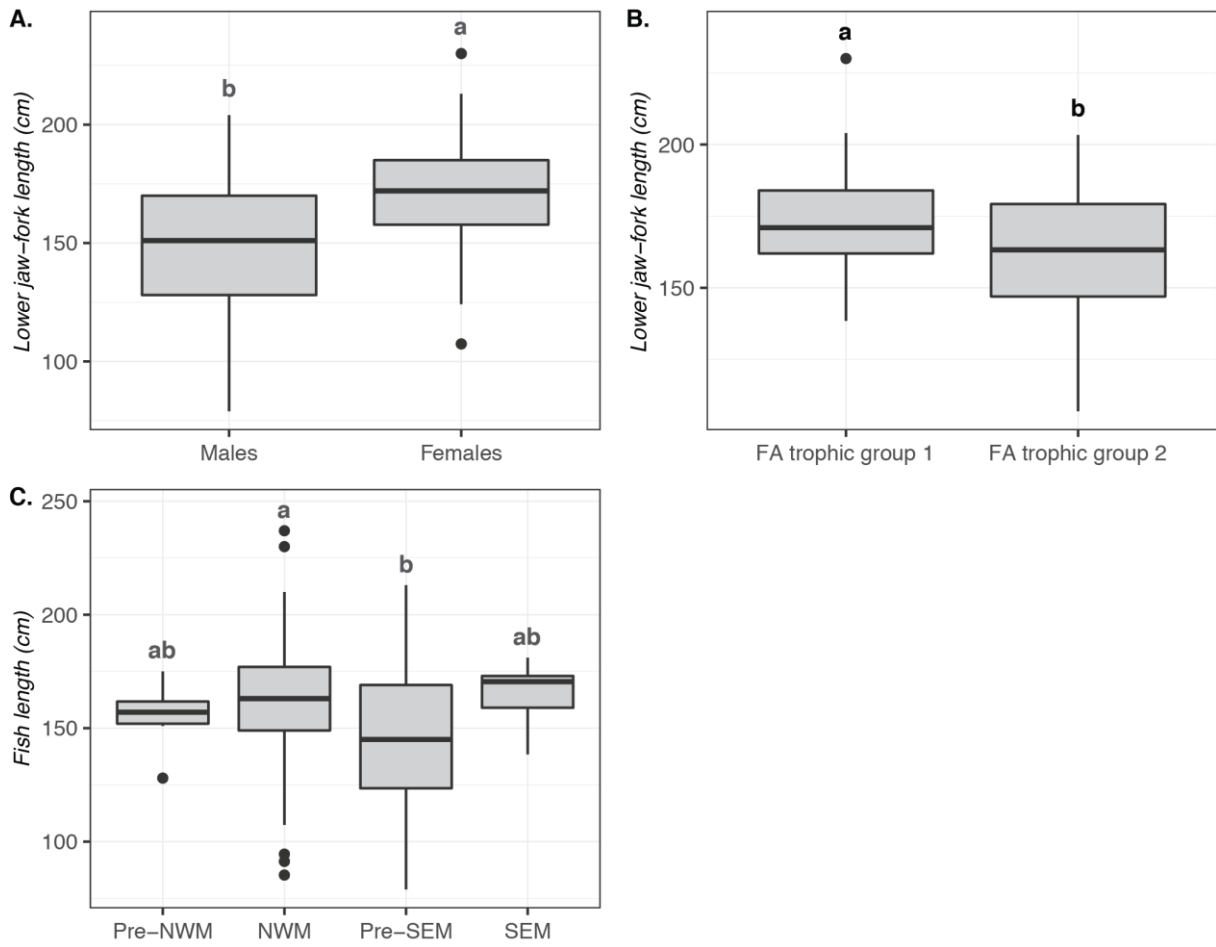 A.
Lower jaw–fork length (cm)
200
150
100
b
a
Males
Females
B.
Lower jaw–fork length (cm)
200
150
a
b
FA trophic group 1
FA trophic group 2
C.
Fish length (cm)
250
200
150
100
ab
a
b
ab
Pre−NWM
NWM
Pre−SEM
SEM